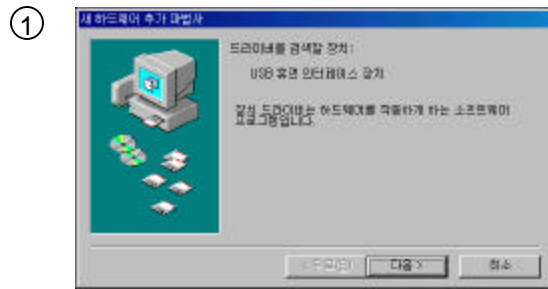 ①
새 하드웨어 추가 마법사
드라이버를 검색할 장치:
USB 휴먼 인터페이스 장치
장치 드라이버는 하드웨어를 작동하게 하는 소프트웨어
프로그램입니다.
다음 >
취소